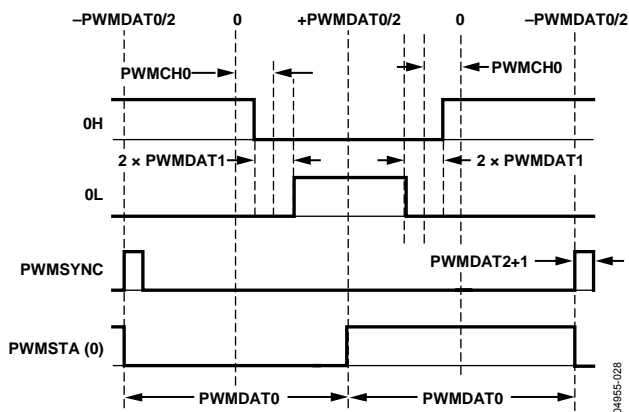 –PWMDAT0/2 0 +PWMDAT0/2 0 –PWMDAT0/2
PWMCH0 PWMCH0
0H
2 × PWMDAT1 2 × PWMDAT1
0L
PWMSYNC PWMDAT2+1
PWMSTA (0)
PWMDAT0 PWMDAT0
04955-028